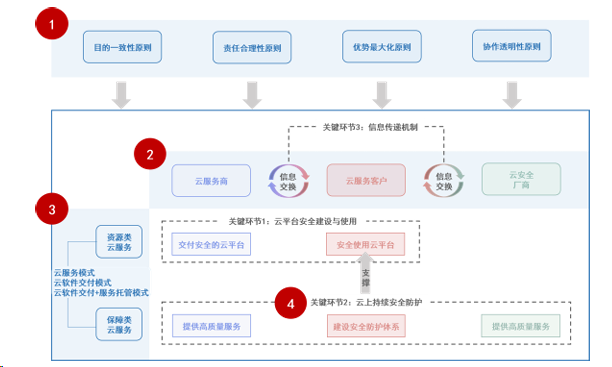 1
目的一致性原则
责任合理性原则
优势最大化原则
协作透明性原则
关键环节3:信息传递机制
2
云服务商
信息
交换
云服务客户
信息
交换
云安全
厂商
3
关键环节1:云平台安全建设与使用
资源类
云服务
交付安全的云平台
安全使用云平台
云服务模式
云软件交付模式
云软件交付+服务托管模式
支撑
4
关键环节2:云上持续安全防护
保障类
云服务
提供高质量服务
建设安全防护体系
提供高质量服务